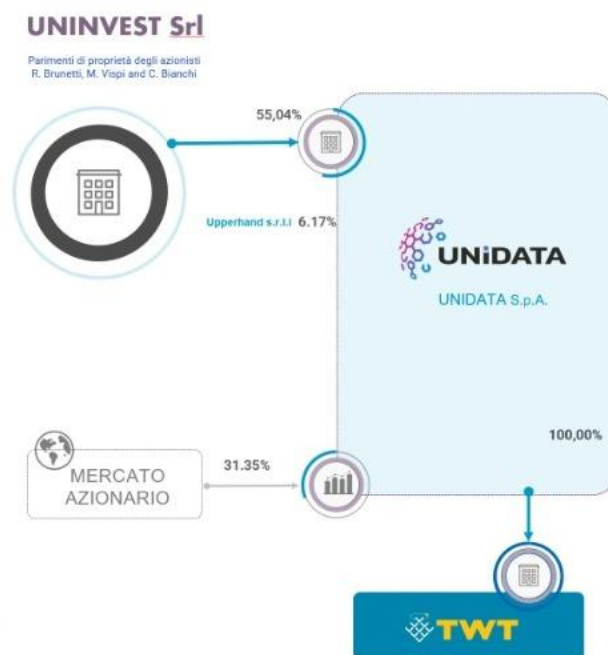 UNINVEST Srl
Parimenti di proprietà degli azionisti
R. Brunetti, M. Vispi and C. Bianchi
55,04%
Upperhand s.r.l.i 6.17%
UNiDATA
UNIDATA S.p.A.
100,00%
MERCATO
AZIONARIO
31.35%
TWT